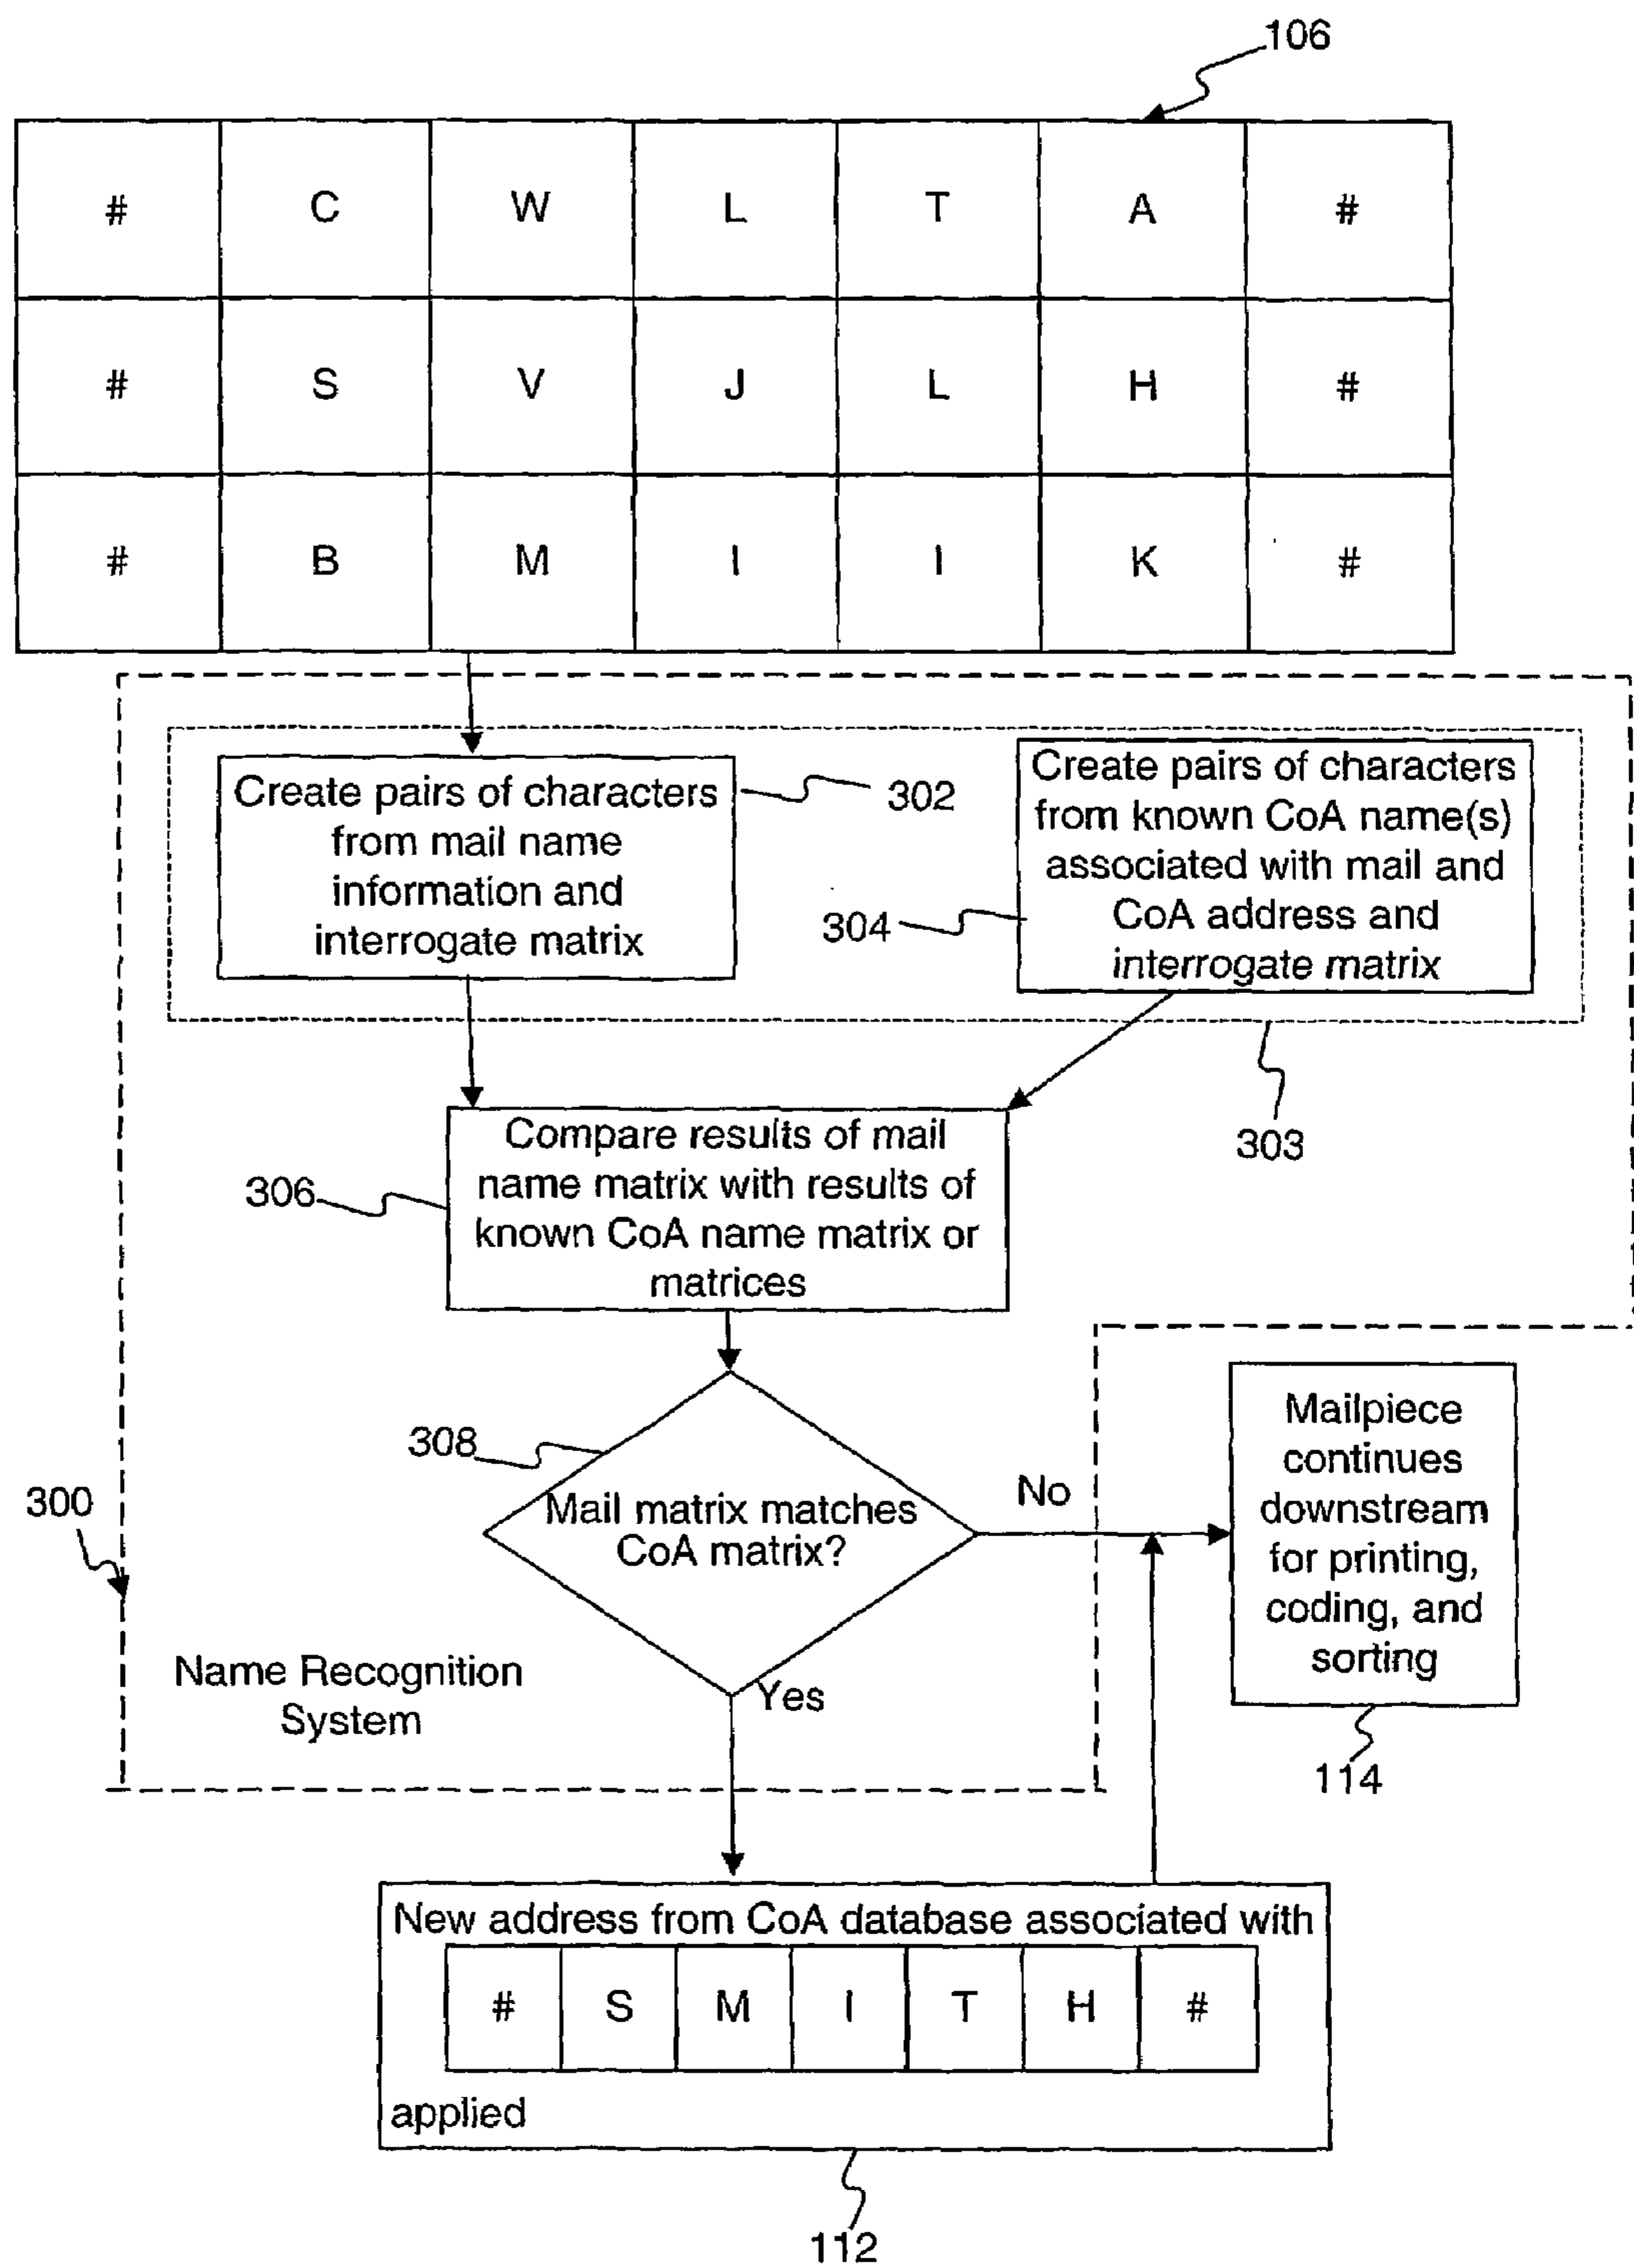 106
# C W L T A #
# S V J L H #
# B M I I K #
Create pairs of characters
from mail name
information and
interrogate matrix
302
Create pairs of characters
from known CoA name(s)
associated with mail and
CoA address and
interrogate matrix
304
303
Compare results of mail
name matrix with results of
known CoA name matrix or
matrices
306
308
Mail matrix matches
CoA matrix?
No
Yes
300
Name Recognition
System
Mailpiece
continues
downstream
for printing,
coding, and
sorting
114
New address from CoA database associated with
# S M I T H #
applied
112